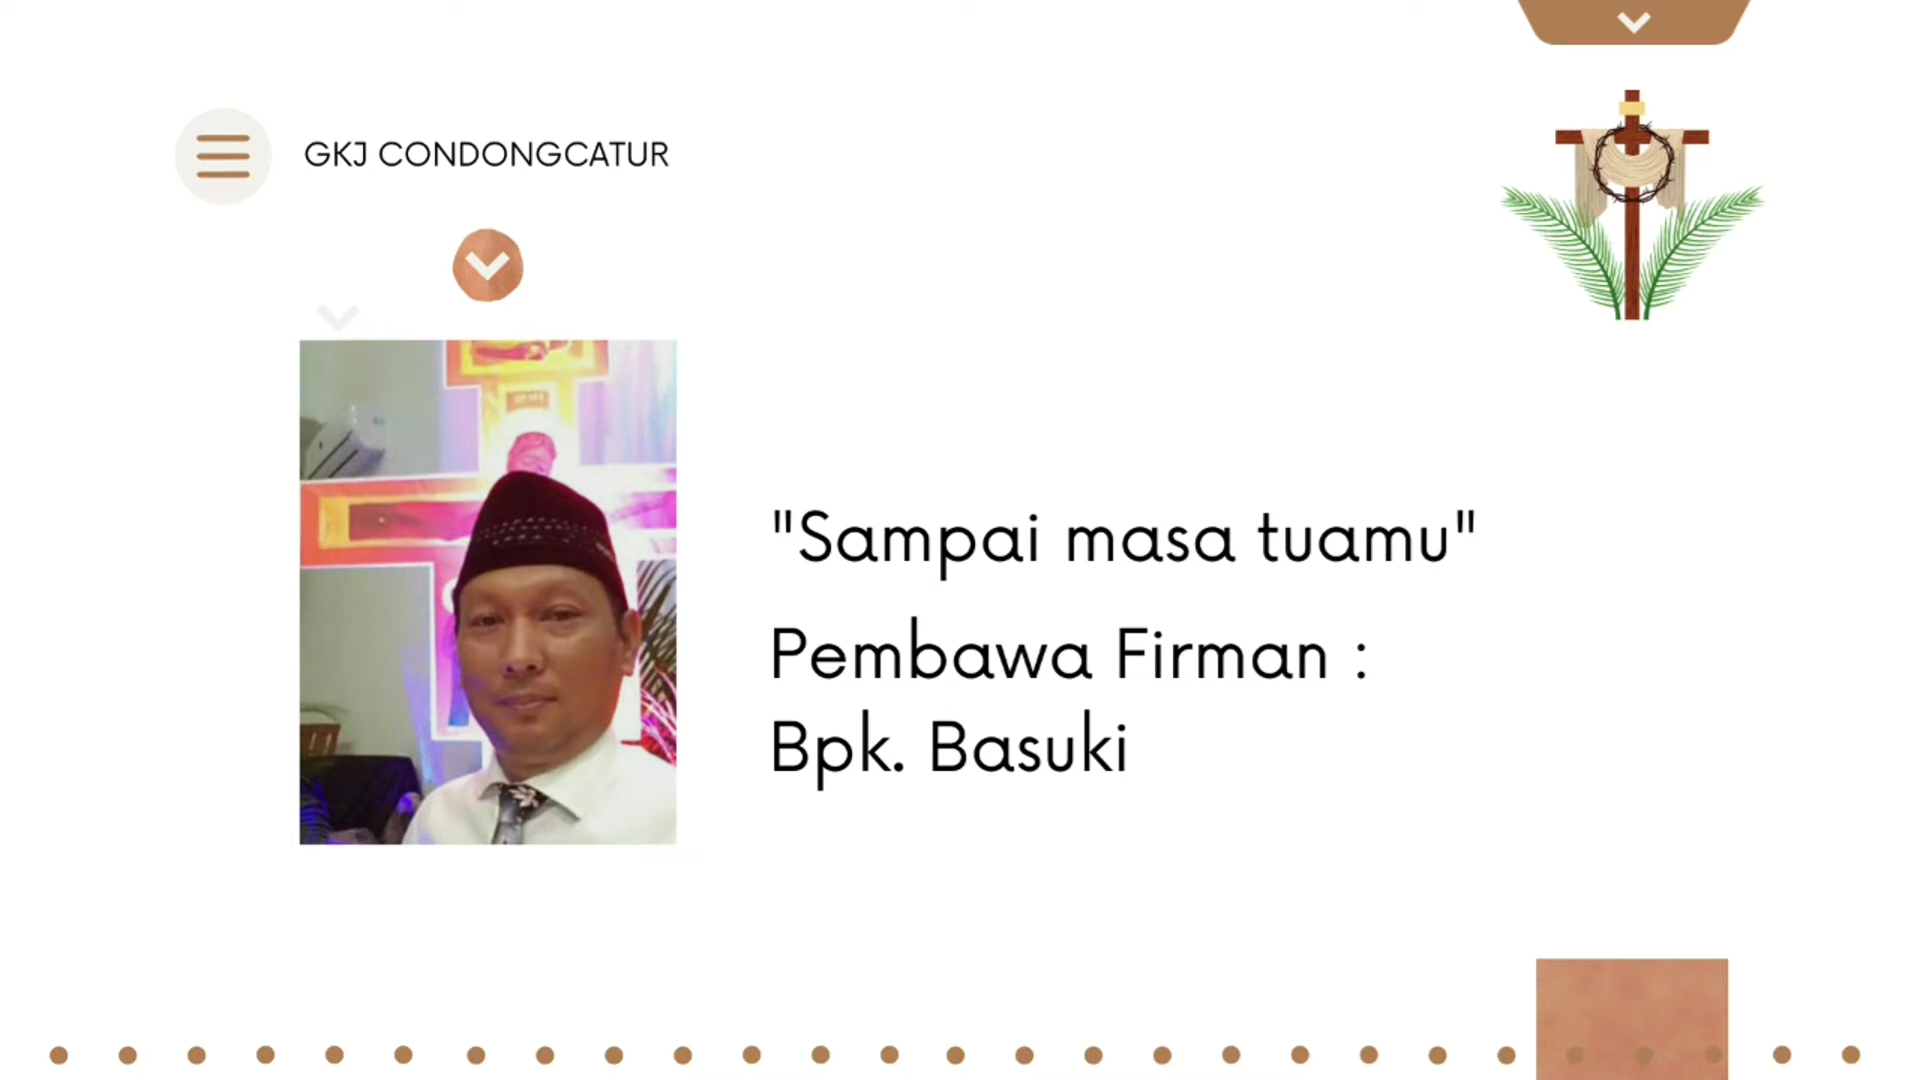 GKJ CONDONGCATUR
"Sampai masa tuamu"
Pembawa Firman :
Bpk. Basuki